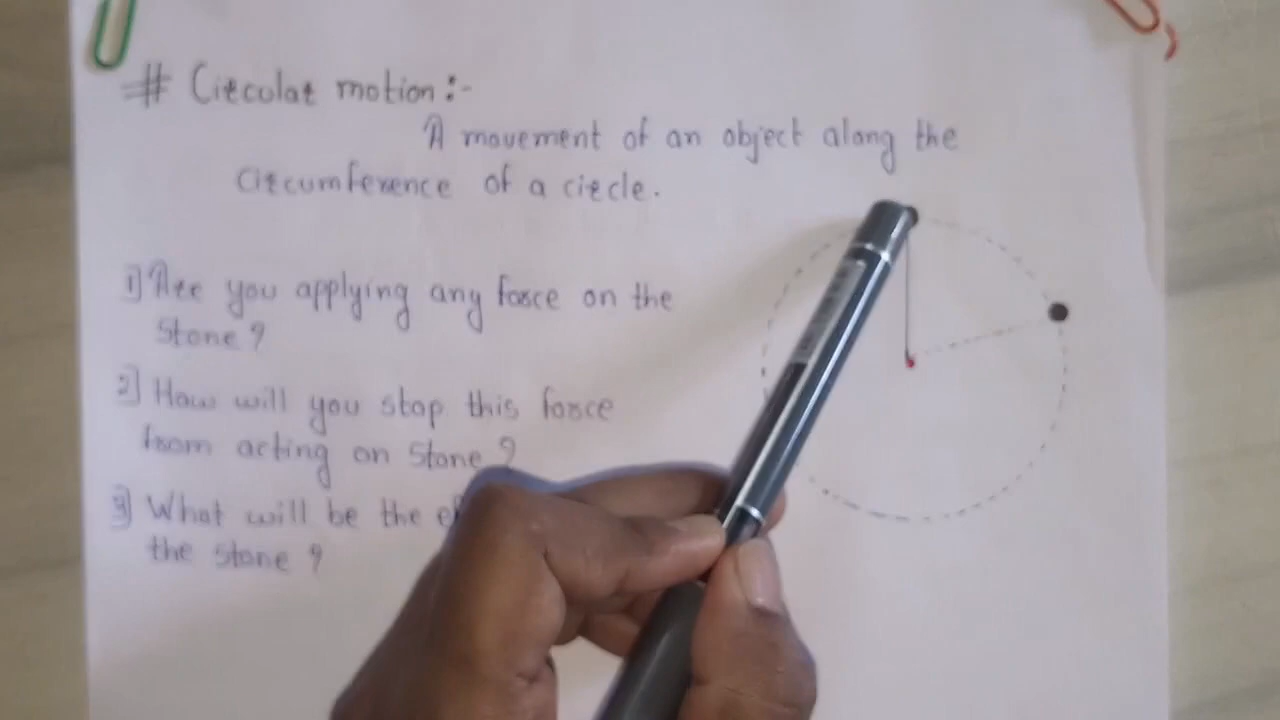 # Circular motion :-
A movement of an object along the
circumference of a circle.
1] Are you applying any force on the
Stone ?
2] How will you stop this force
from acting on Stone ?
3] What will be the
the Stone ?